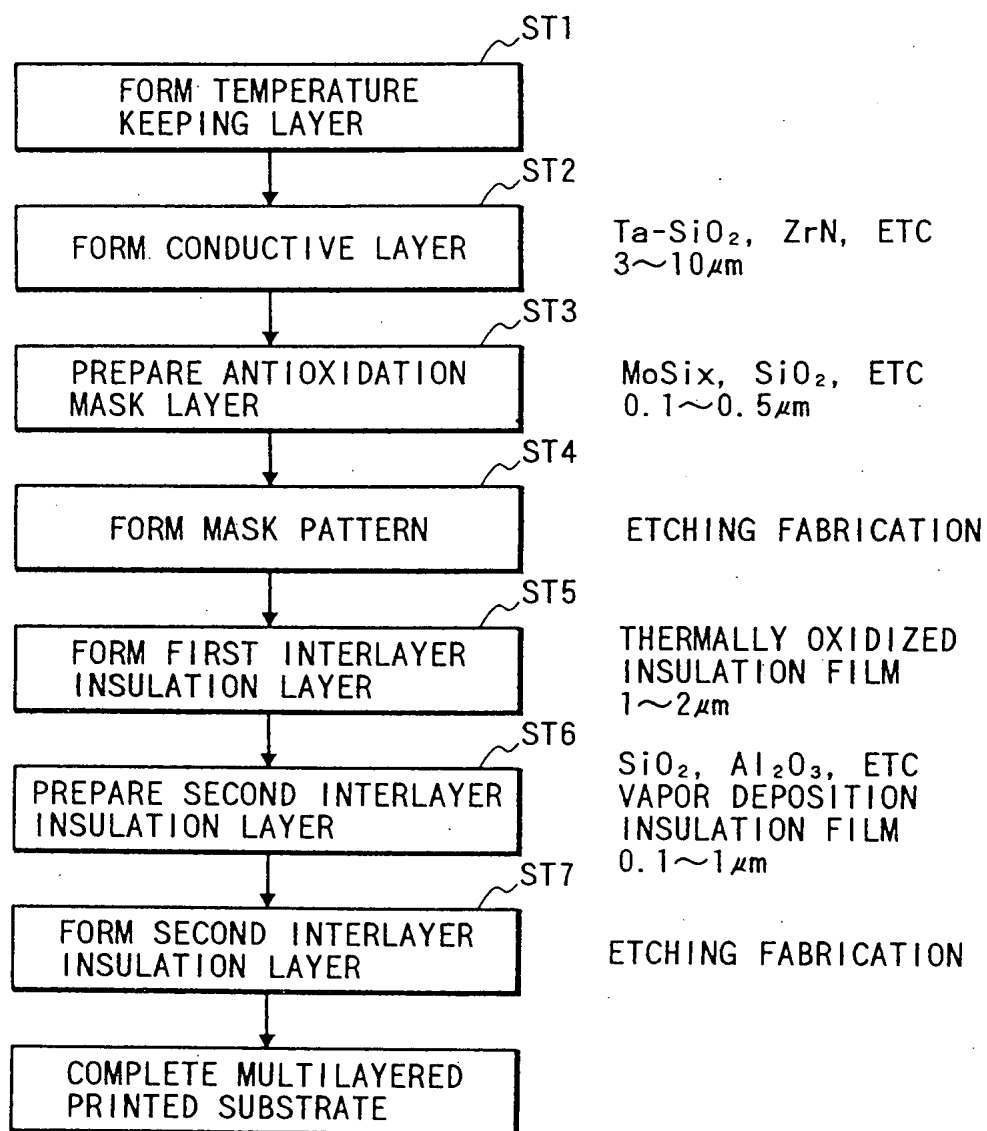 ST1
FORM TEMPERATURE
KEEPING LAYER
ST2
FORM CONDUCTIVE LAYER
Ta-SiO₂, ZrN, ETC
3～10μm
ST3
PREPARE ANTIOXIDATION
MASK LAYER
MoSix, SiO₂, ETC
0.1～0.5μm
ST4
FORM MASK PATTERN
ETCHING FABRICATION
ST5
FORM FIRST INTERLAYER
INSULATION LAYER
THERMALLY OXIDIZED
INSULATION FILM
1～2μm
ST6
PREPARE SECOND INTERLAYER
INSULATION LAYER
SiO₂, Al₂O₃, ETC
VAPOR DEPOSITION
INSULATION FILM
0.1～1μm
ST7
FORM SECOND INTERLAYER
INSULATION LAYER
ETCHING FABRICATION
COMPLETE MULTILAYERED
PRINTED SUBSTRATE